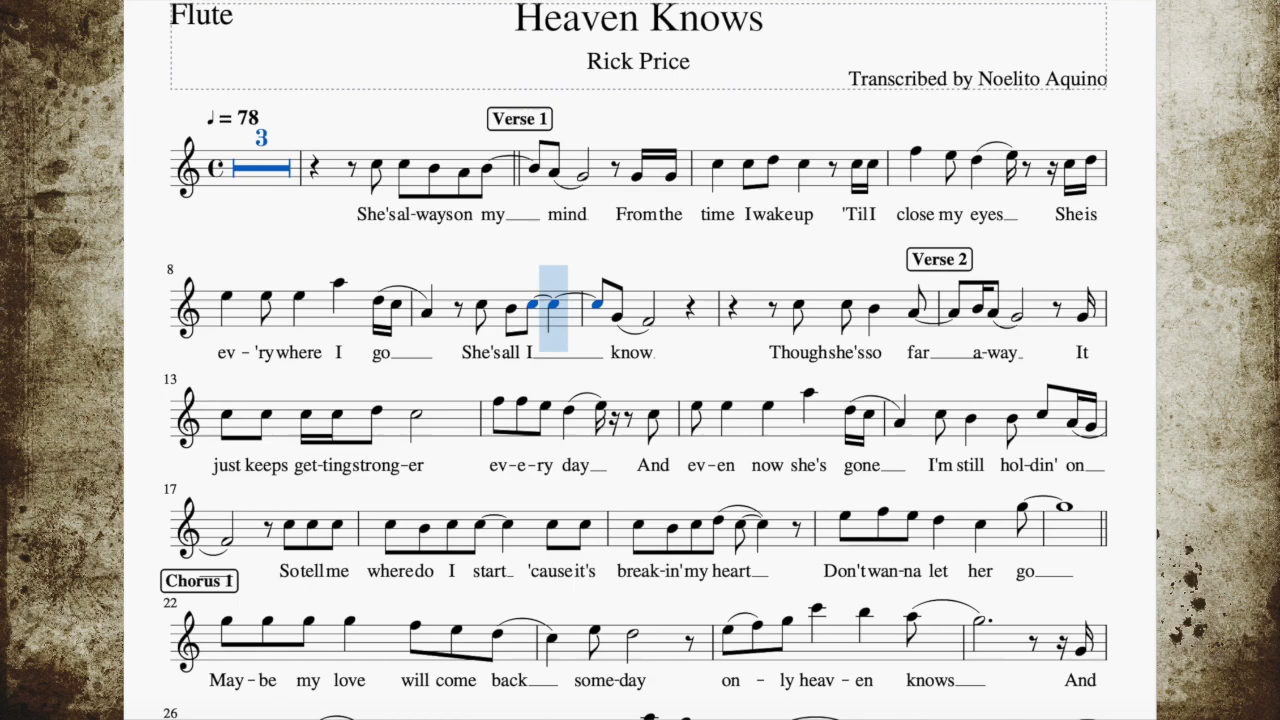 Flute
Heaven Knows
Rick Price
Transcribed by Noelito Aquino
♩ = 78
Verse 1
3
She's al-ways on my mind From the time I wake up 'Til I close my eyes She is
8
Verse 2
ev - 'ry where I go She's all I know. Though she's so far a-way It
13
just keeps get-ting strong-er ev-e-ry day And ev-en now she's gone I'm still hol-din' on
17
So tell me where do I start 'cause it's break-in' my heart Don't wan-na let her go
Chorus 1
22
May-be my love will come back some-day on - ly heav-en knows And
26